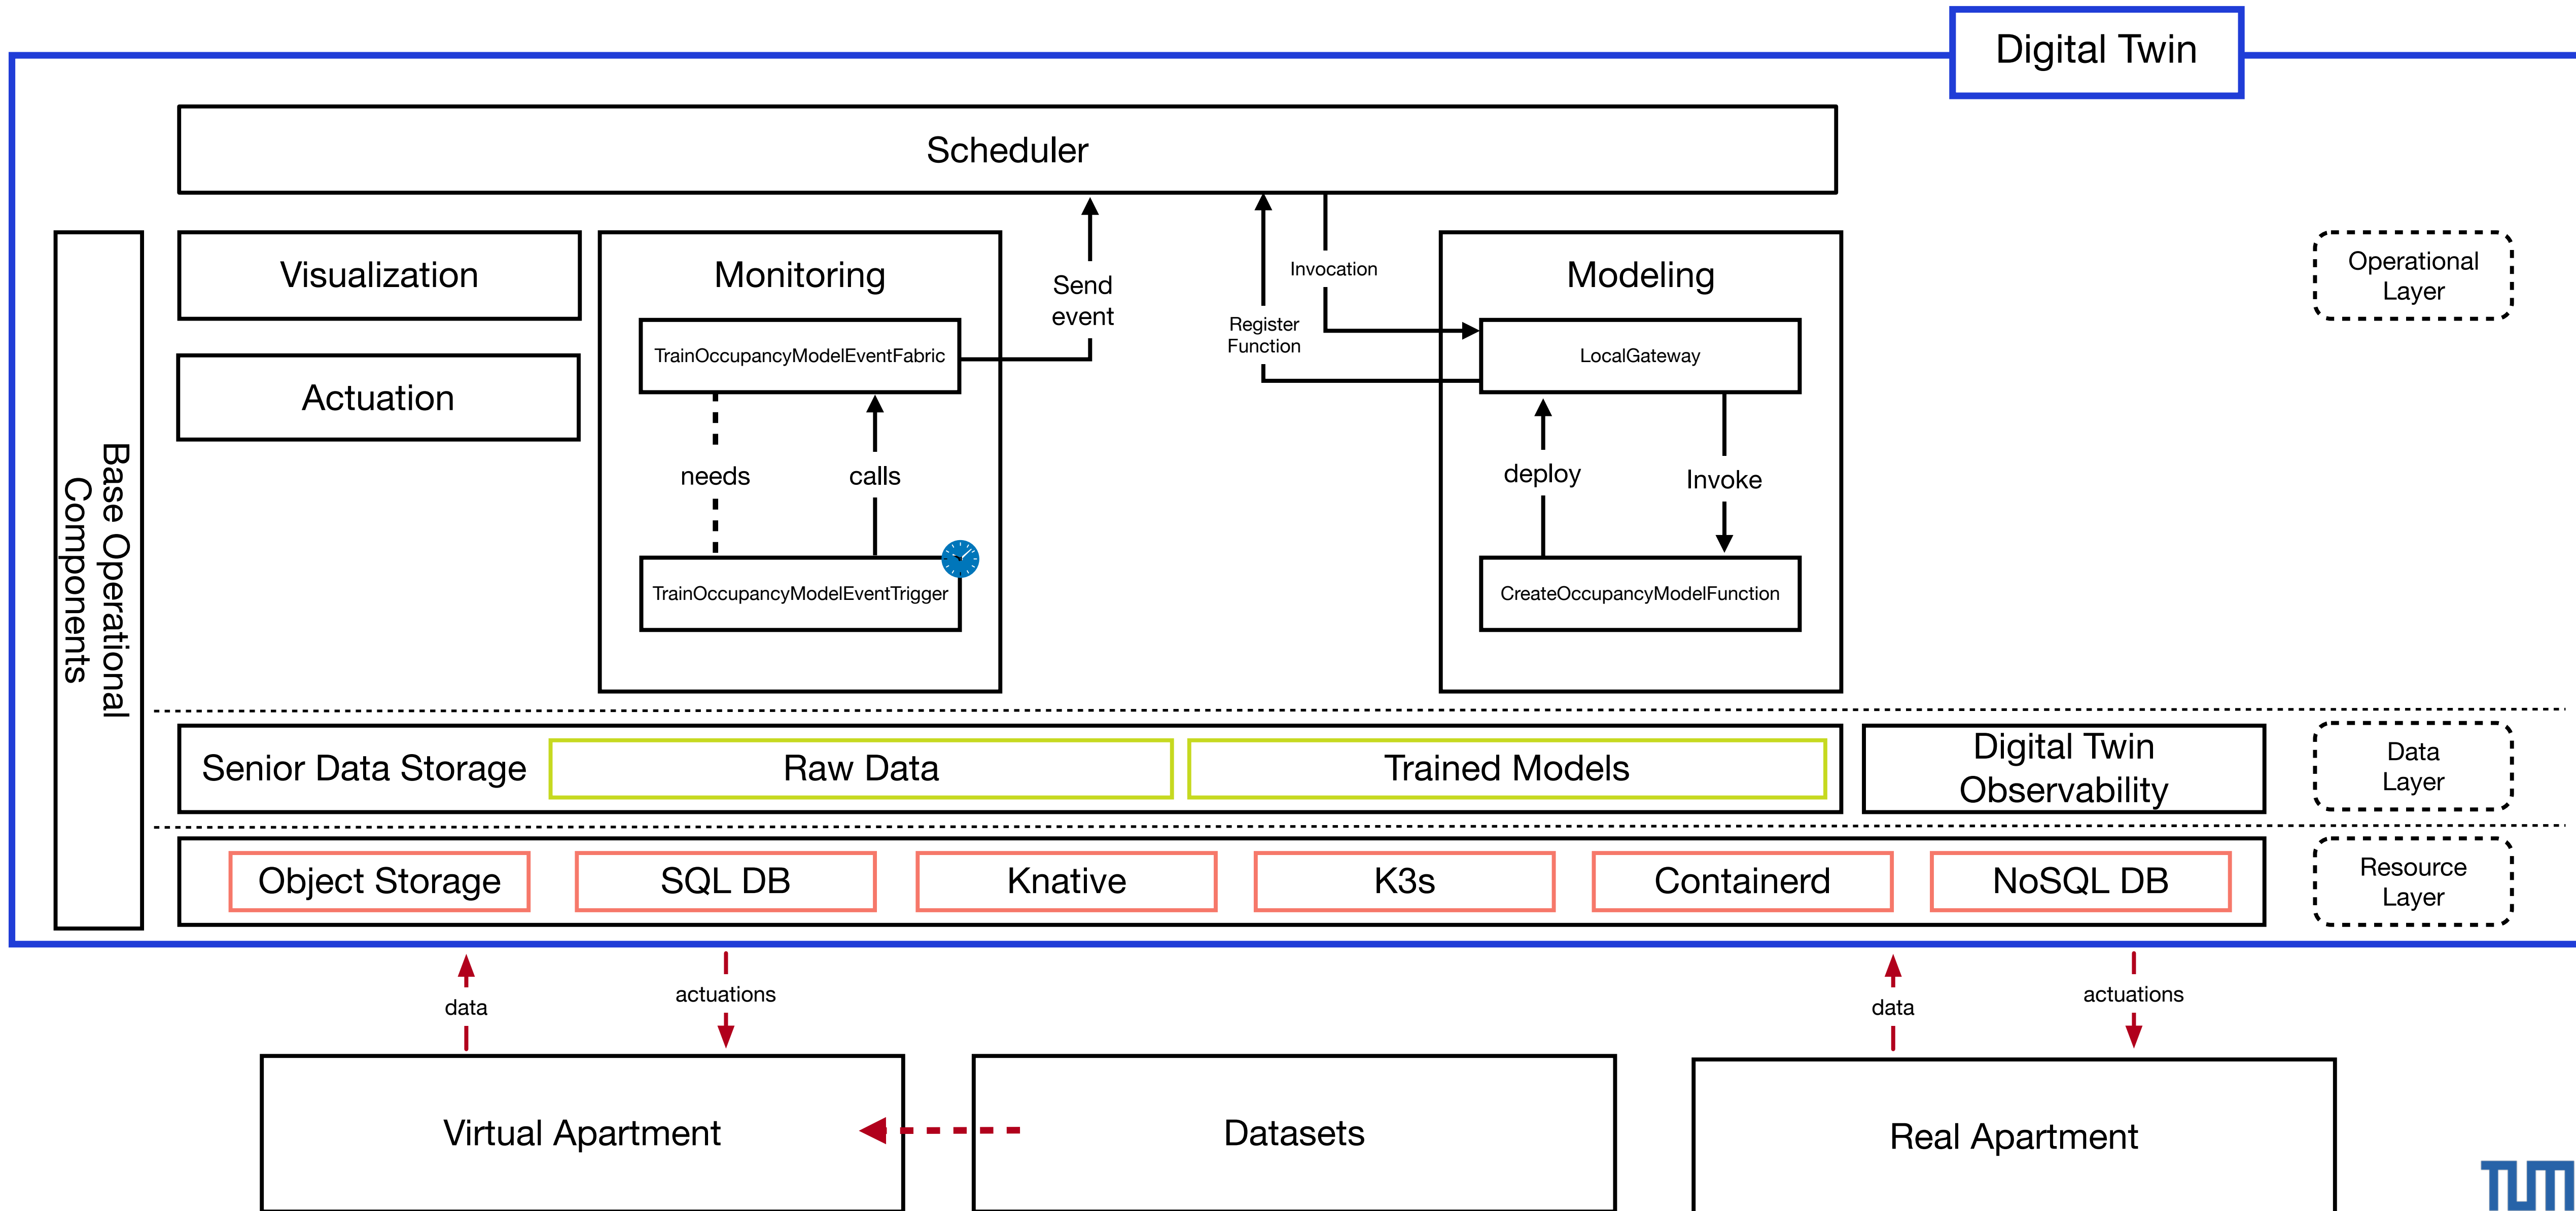 Digital Twin
Scheduler
Base Operational
Components
Visualization
Actuation
Monitoring
TrainOccupancyModelEventFabric
needs
calls
TrainOccupancyModelEventTrigger
Send
event
Register
Function
Invocation
Modeling
LocalGateway
deploy
Invoke
CreateOccupancyModelFunction
Operational
Layer
Senior Data Storage
Raw Data
Trained Models
Digital Twin
Observability
Data
Layer
Object Storage
SQL DB
Knative
K3s
Containerd
NoSQL DB
Resource
Layer
data
actuations
data
actuations
Virtual Apartment
Datasets
Real Apartment
TUM